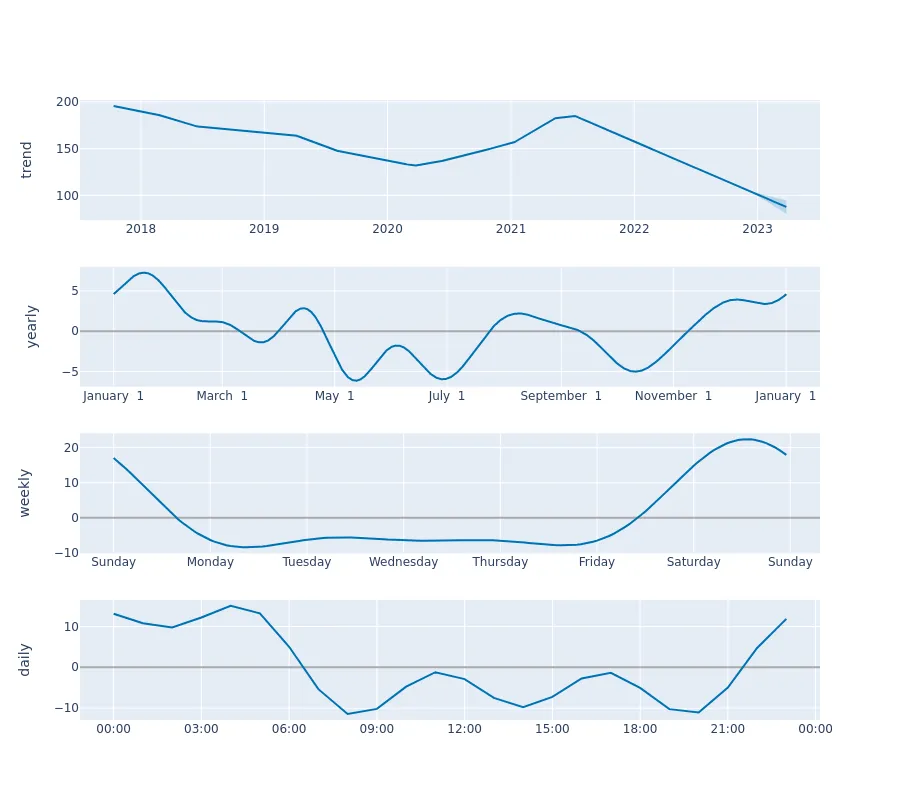 trend
200
150
100
2018 2019 2020 2021 2022 2023
yearly
5
0
−5
January 1 March 1 May 1 July 1 September 1 November 1 January 1
weekly
20
10
0
−10
Sunday Monday Tuesday Wednesday Thursday Friday Saturday Sunday
daily
10
0
−10
00:00 03:00 06:00 09:00 12:00 15:00 18:00 21:00 00:00